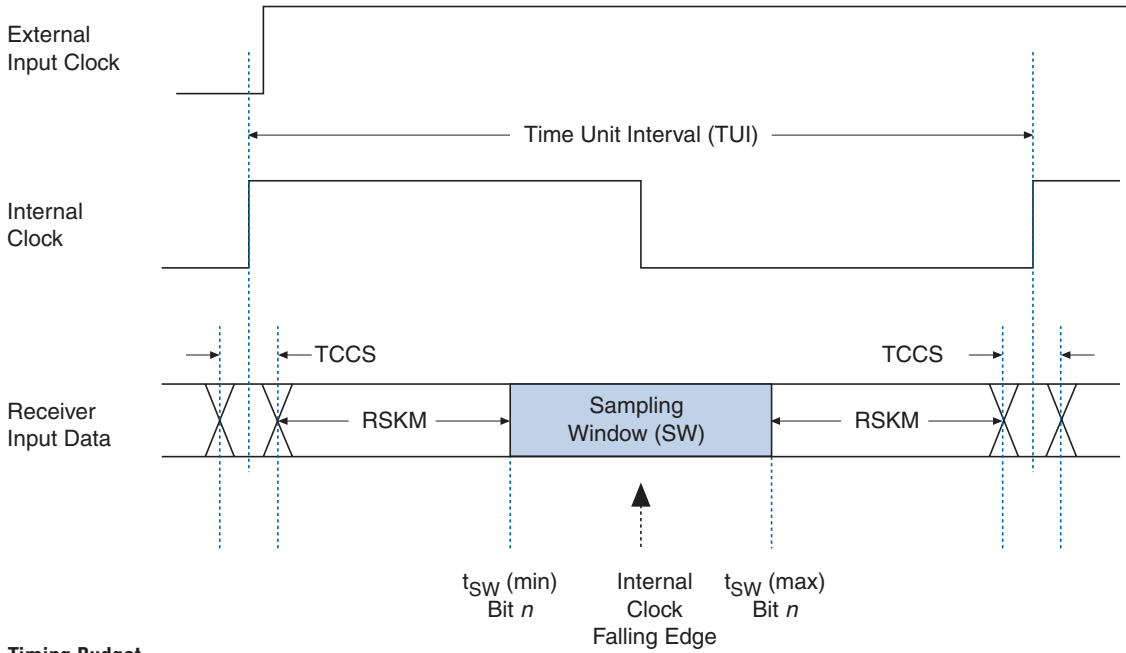 External
Input Clock
Time Unit Interval (TUI)
Internal
Clock
TCCS
TCCS
Receiver
Input Data
RSKM
Sampling
Window (SW)
RSKM
tSW (min)
Bit n
Internal
Clock
Falling Edge
tSW (max)
Bit n
Timing Budget